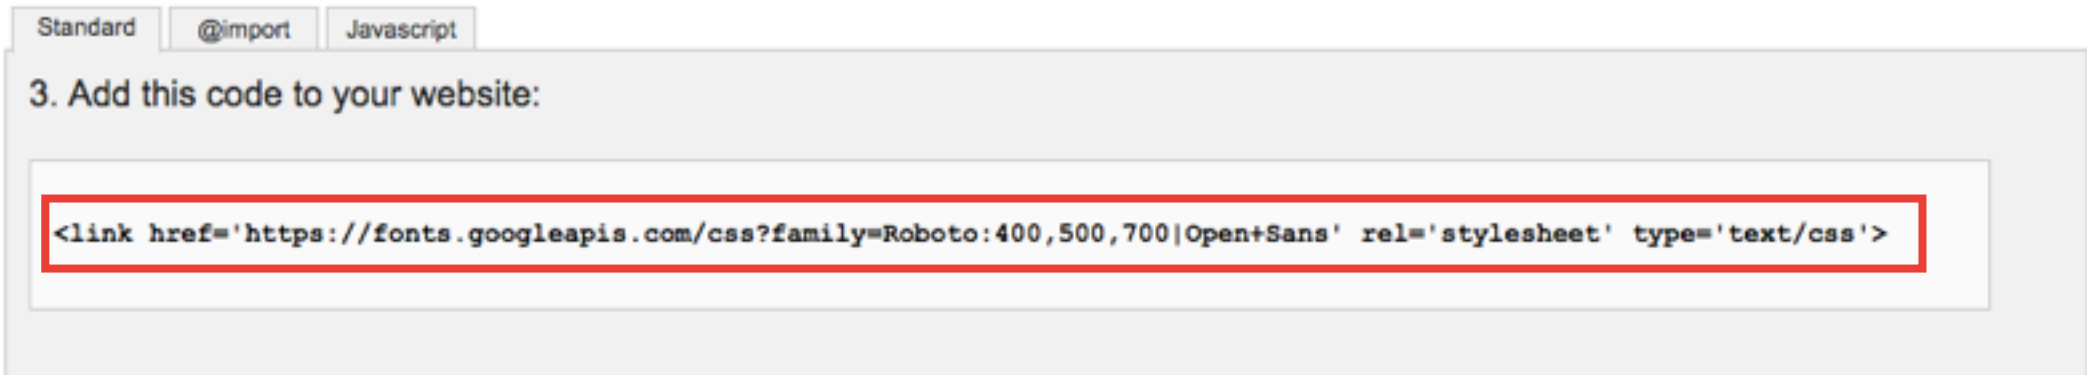 Standard @import Javascript
3. Add this code to your website:
<link href='https://fonts.googleapis.com/css?family=Roboto:400,500,700|Open+Sans' rel='stylesheet' type='text/css'>